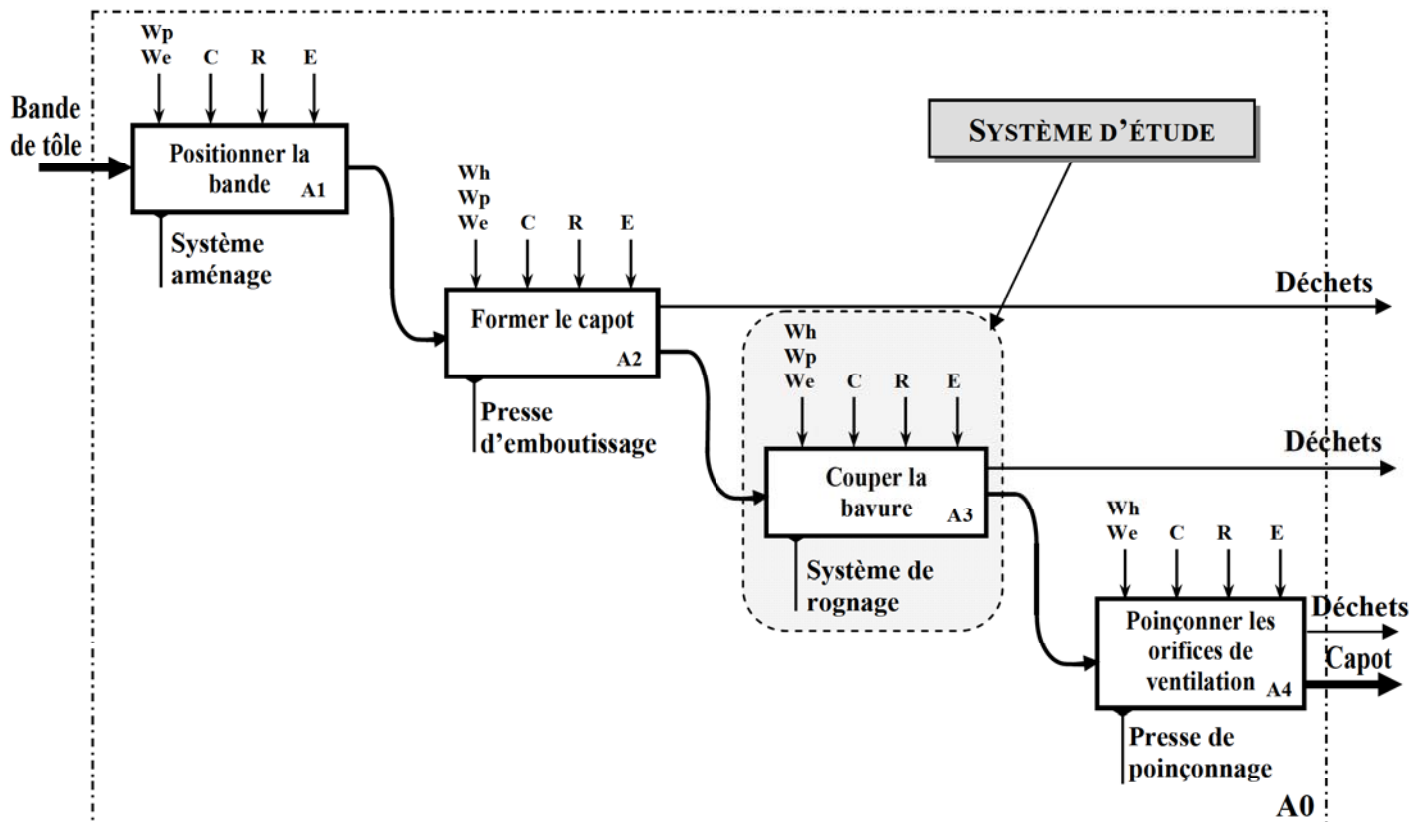 Wp
We C R E
Bande
de tôle
Positionner la
bande
A1
Système
aménage
SYSTÈME D'ÉTUDE
Wh
Wp
We C R E
Former le capot
A2
Déchets
Presse
d'emboutissage
Wh
Wp
We C R E
Couper la
bavure
A3
Déchets
Système de
rognage
Wh
We C R E
Poinçonner les
orifices de
ventilation
A4
Déchets
Capot
Presse de
poinçonnage
A0